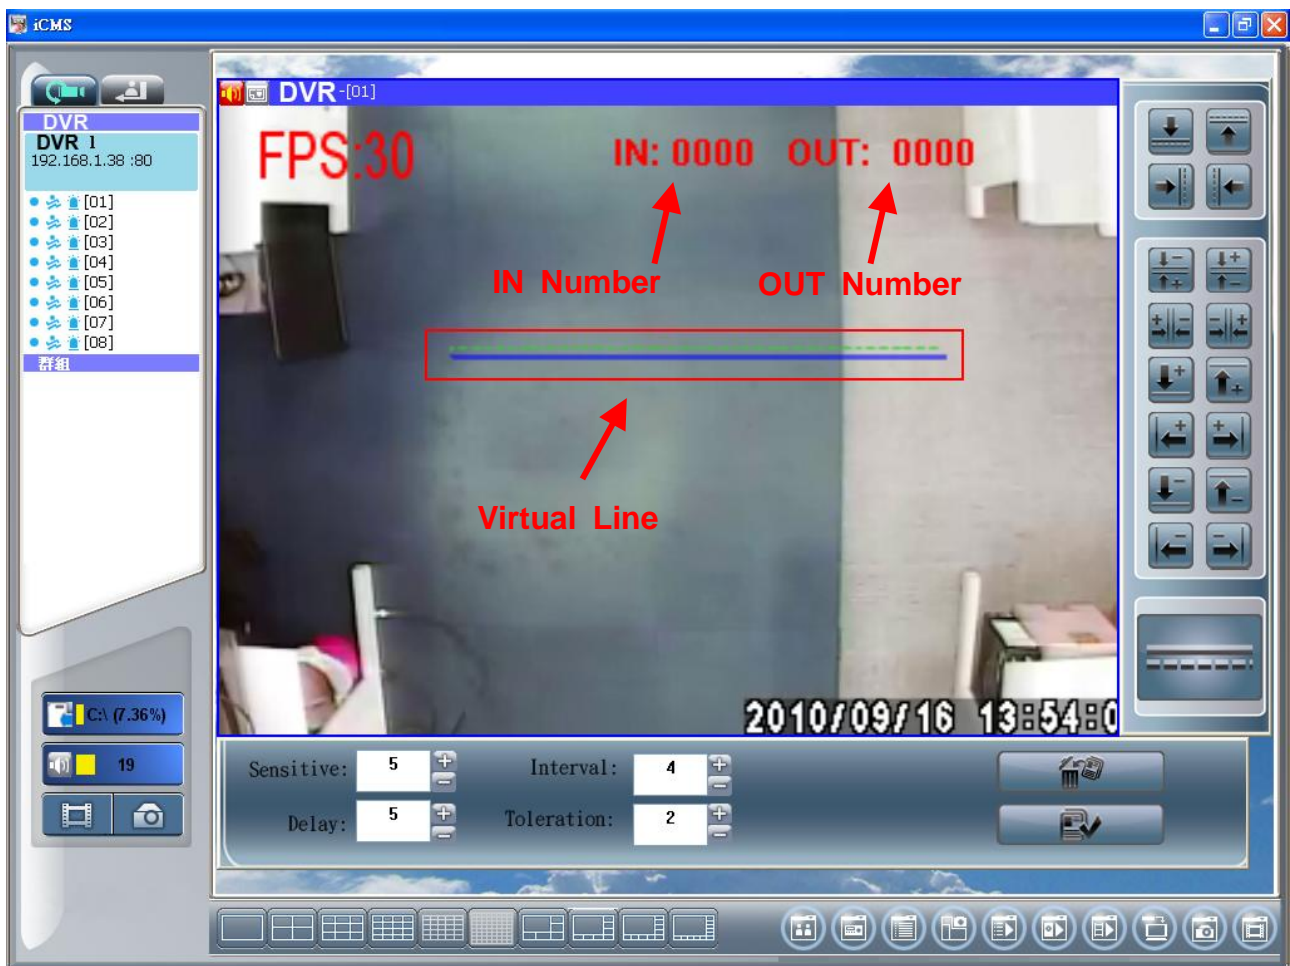 iCMS
DVR
DVR 1
192.168.1.38 :80
[01]
[02]
[03]
[04]
[05]
[06]
[07]
[08]
群組
C:\ (7.36%)
19
DVR -[01]
FPS:30
IN: 0000 OUT: 0000
IN Number
OUT Number
Virtual Line
2010/09/16 13:54:0
Sensitive: 5
Interval: 4
Delay: 5
Toleration: 2